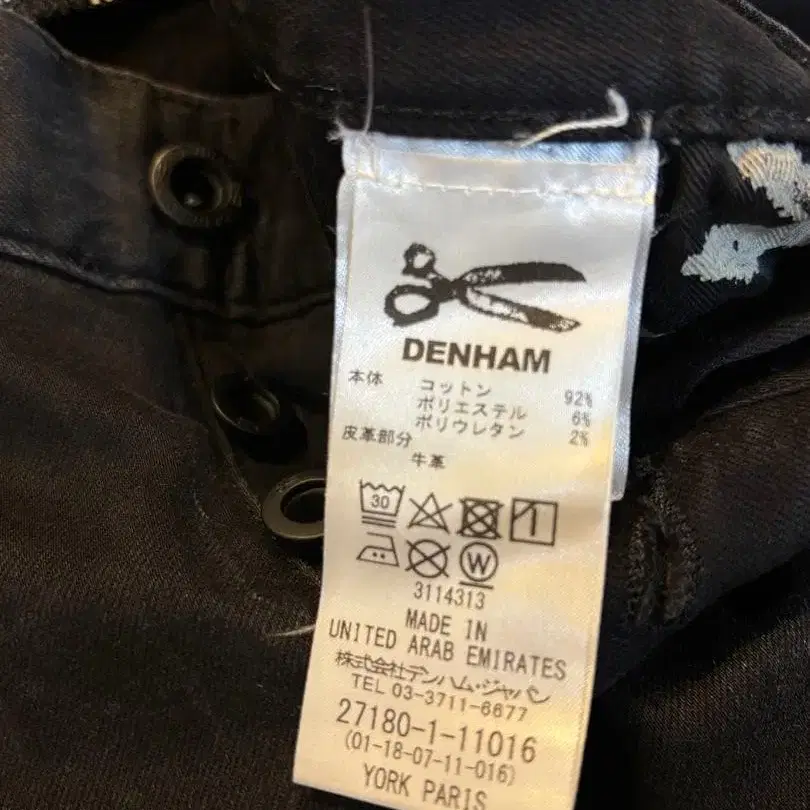 DENHAM
本体 コットン 92%
ポリエステル 6%
ポリウレタン 2%
皮革部分
牛革
30
W
3114313
MADE IN
UNITED ARAB EMIRATES
株式会社デンハム・ジャパン
TEL 03-3711-6677
27180-1-11016
(01-18-07-11-016)
YORK PARIS